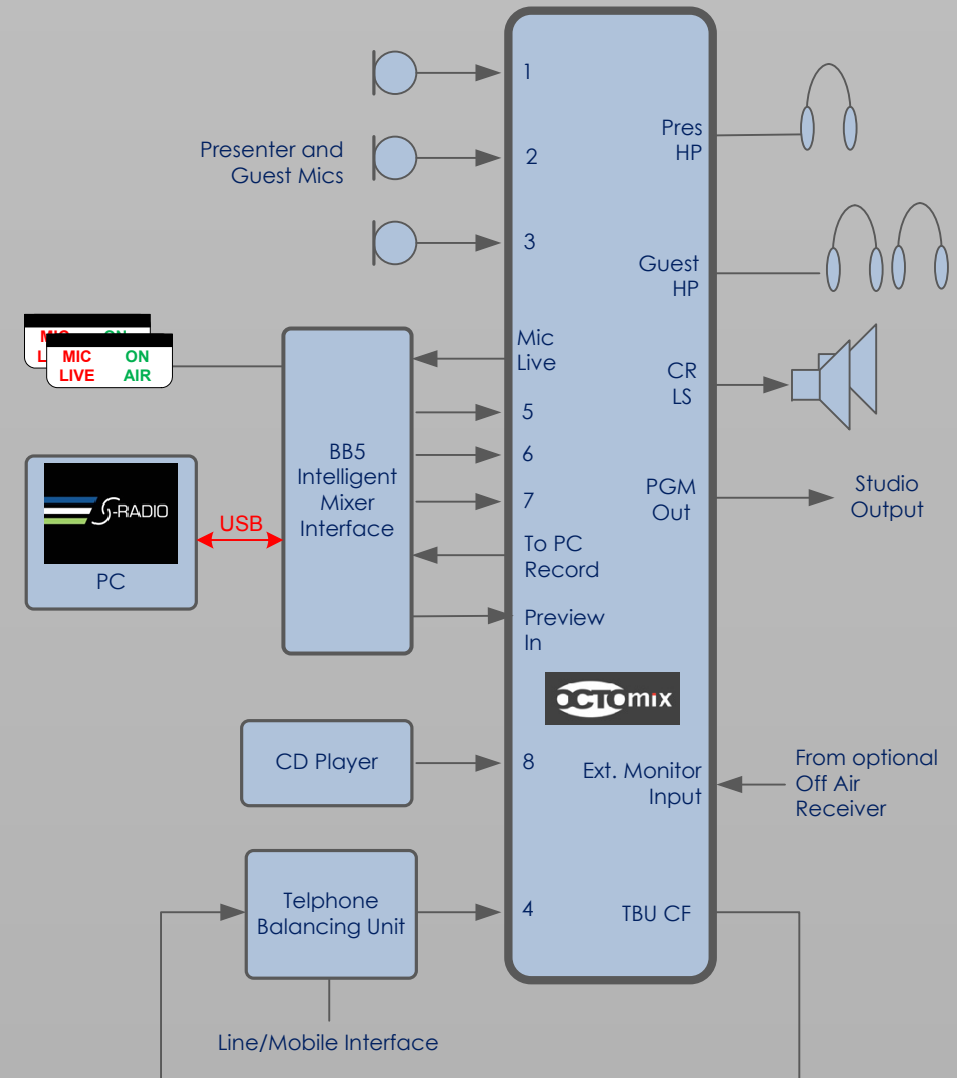 1
Pres
HP
Presenter and
Guest Mics
2
3
Guest
HP
MIC ON
LIVE AIR
Mic
Live
CR
LS
5
BB5
Intelligent
Mixer
Interface
6
7
PGM
Out
Studio
Output
S-RADIO
USB
PC
To PC
Record
Preview
In
OCTOmix
CD Player
8
Ext. Monitor
Input
From optional
Off Air
Receiver
Telphone
Balancing Unit
4
TBU CF
Line/Mobile Interface